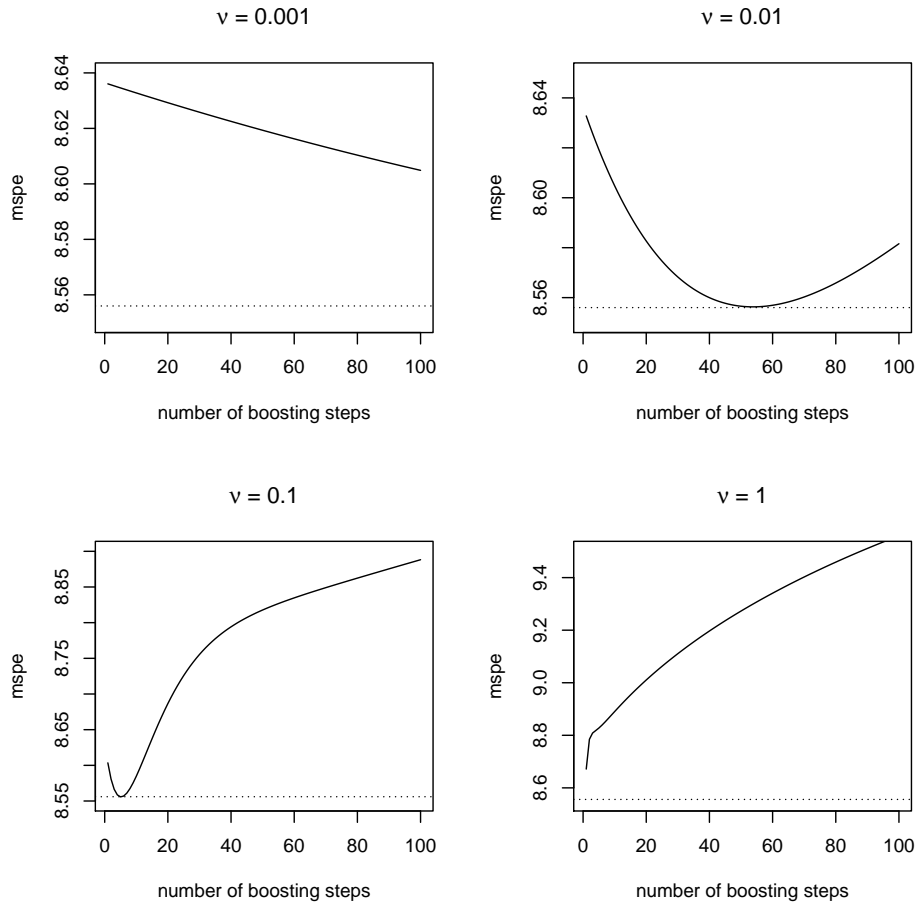 ν = 0.001
mspe
8.64
8.62
8.60
8.58
8.56
0 20 40 60 80 100
number of boosting steps
ν = 0.01
mspe
8.64
8.60
8.56
0 20 40 60 80 100
number of boosting steps
ν = 0.1
mspe
8.85
8.75
8.65
8.55
0 20 40 60 80 100
number of boosting steps
ν = 1
mspe
9.4
9.2
9.0
8.8
8.6
0 20 40 60 80 100
number of boosting steps